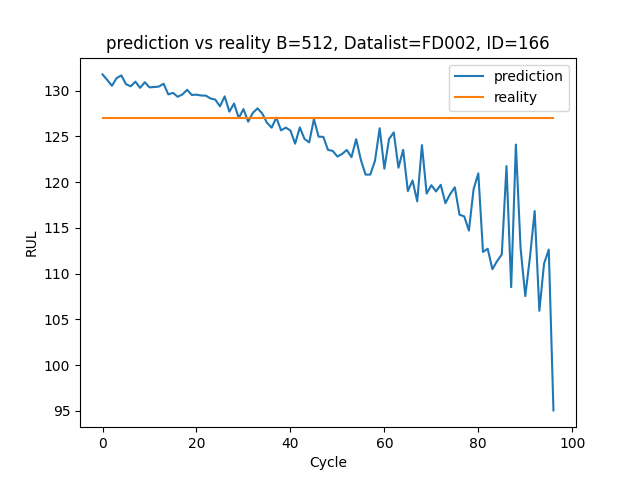 prediction vs reality B=512, Datalist=FD002, ID=166
prediction
reality
130
125
120
115
110
105
100
95
RUL
0 20 40 60 80 100
Cycle